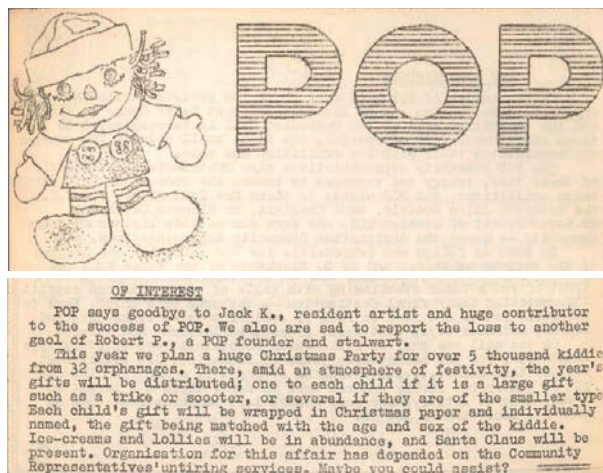 POP
OF INTEREST
POP says goodbye to Jack K., resident artist and huge contributor
to the success of POP. We also are sad to report the loss to another
gaol of Robert P., a POP founder and stalwart.
This year we plan a huge Christmas Party for over 5 thousand kiddie
from 32 orphanages. There, amid an atmosphere of festivity, the year's
gifts will be distributed; one to each child if it is a large gift
such as a trike or scooter, or several if they are of the smaller type
Each child's gift will be wrapped in Christmas paper and individually
named, the gift being matched with the age and sex of the kiddie.
Ice-creams and lollies will be in abundance, and Santa Claus will be
present. Organisation for this affair has depended on the Community
Representatives' untiring services. Maybe you could assist?